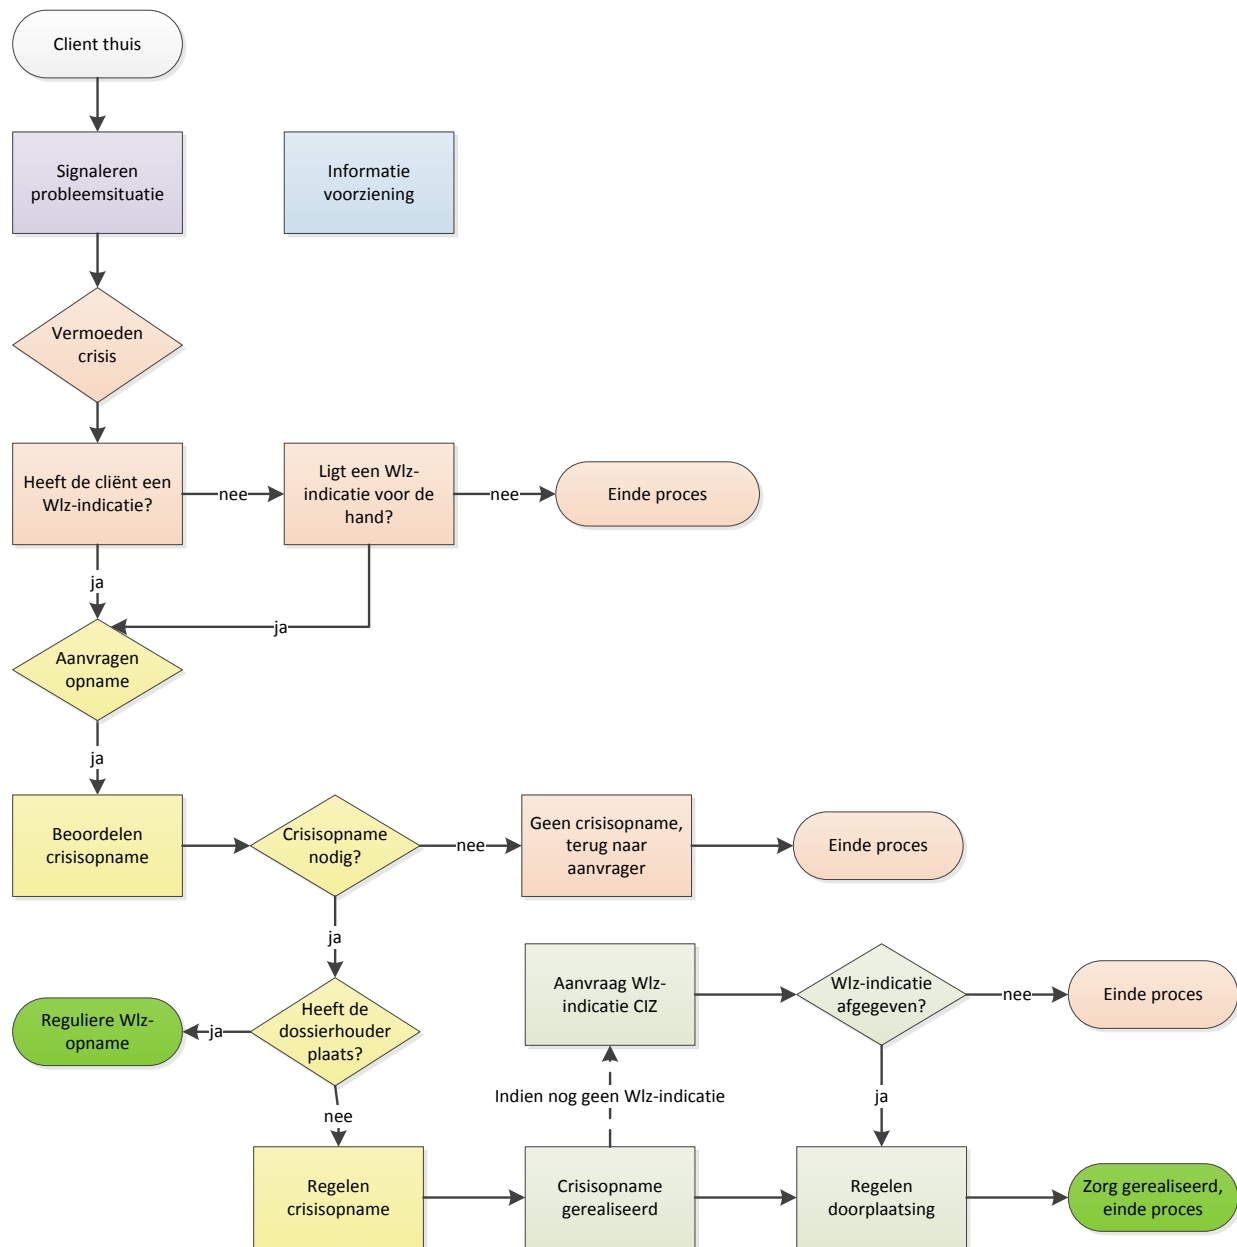 Client thuis
Signaleren
probleemsituatie
Informatie
voorziening
Vermoeden
crisis
Heeft de cliënt een
Wlz-indicatie?
nee
Ligt een Wlz-
indicatie voor de
hand?
nee
Einde proces
ja
ja
Aanvragen
opname
ja
Beoordelen
crisisopname
Crisisopname
nodig?
nee
Geen crisisopname,
terug naar
aanvrager
Einde proces
ja
Heeft de
dossierhouder
plaats?
ja
Reguliere Wlz-
opname
Aanvraag Wlz-
indicatie CIZ
Wlz-indicatie
afgegeven?
nee
Einde proces
nee
Indien nog geen Wlz-indicatie
ja
Regelen
crisisopname
Crisisopname
gerealiseerd
Regelen
doorplaatsing
Zorg gerealiseerd,
einde proces